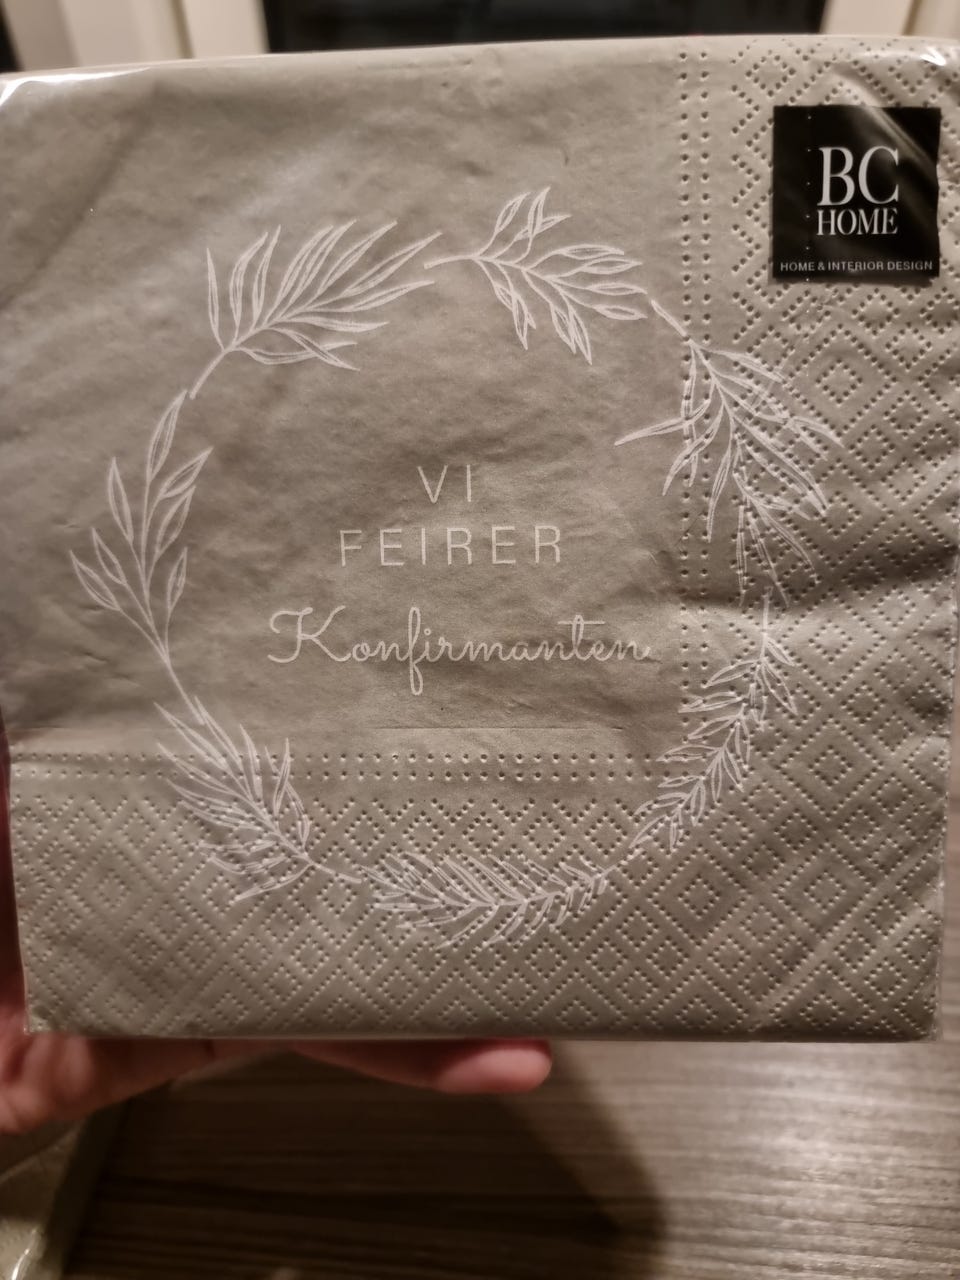 BC
HOME
HOME & INTERIOR DESIGN
VI
FEIRER
Konfirmanten